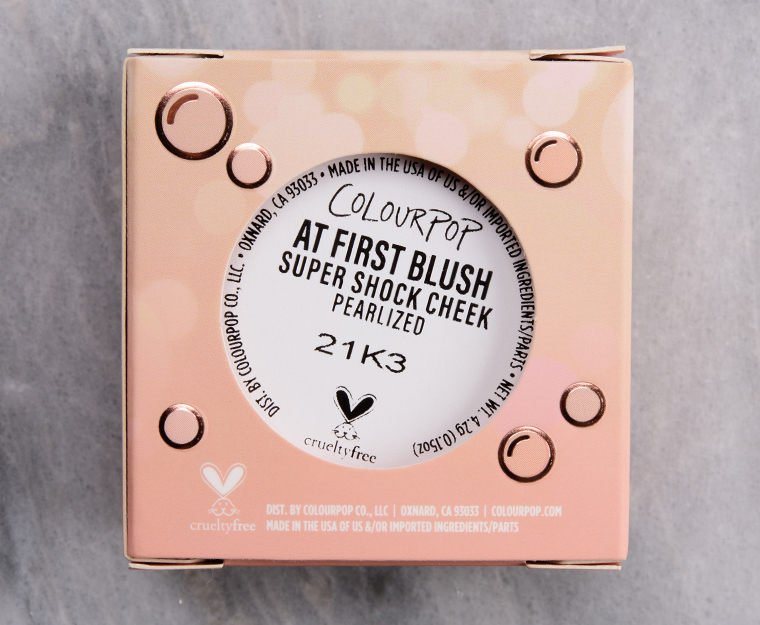 DIST. BY COLOURPOP CO., LLC. • OXNARD, CA 93033 • MADE IN THE USA OF US &/OR IMPORTED INGREDIENTS/PARTS • NET WT. 4.2g (0.15oz)
COLOURPOP
AT FIRST BLUSH
SUPER SHOCK CHEEK
PEARLIZED
21K3
crueltyfree
crueltyfree
DIST. BY COLOURPOP CO., LLC | OXNARD, CA 93033 | COLOURPOP.COM
MADE IN THE USA OF US &/OR IMPORTED INGREDIENTS/PARTS